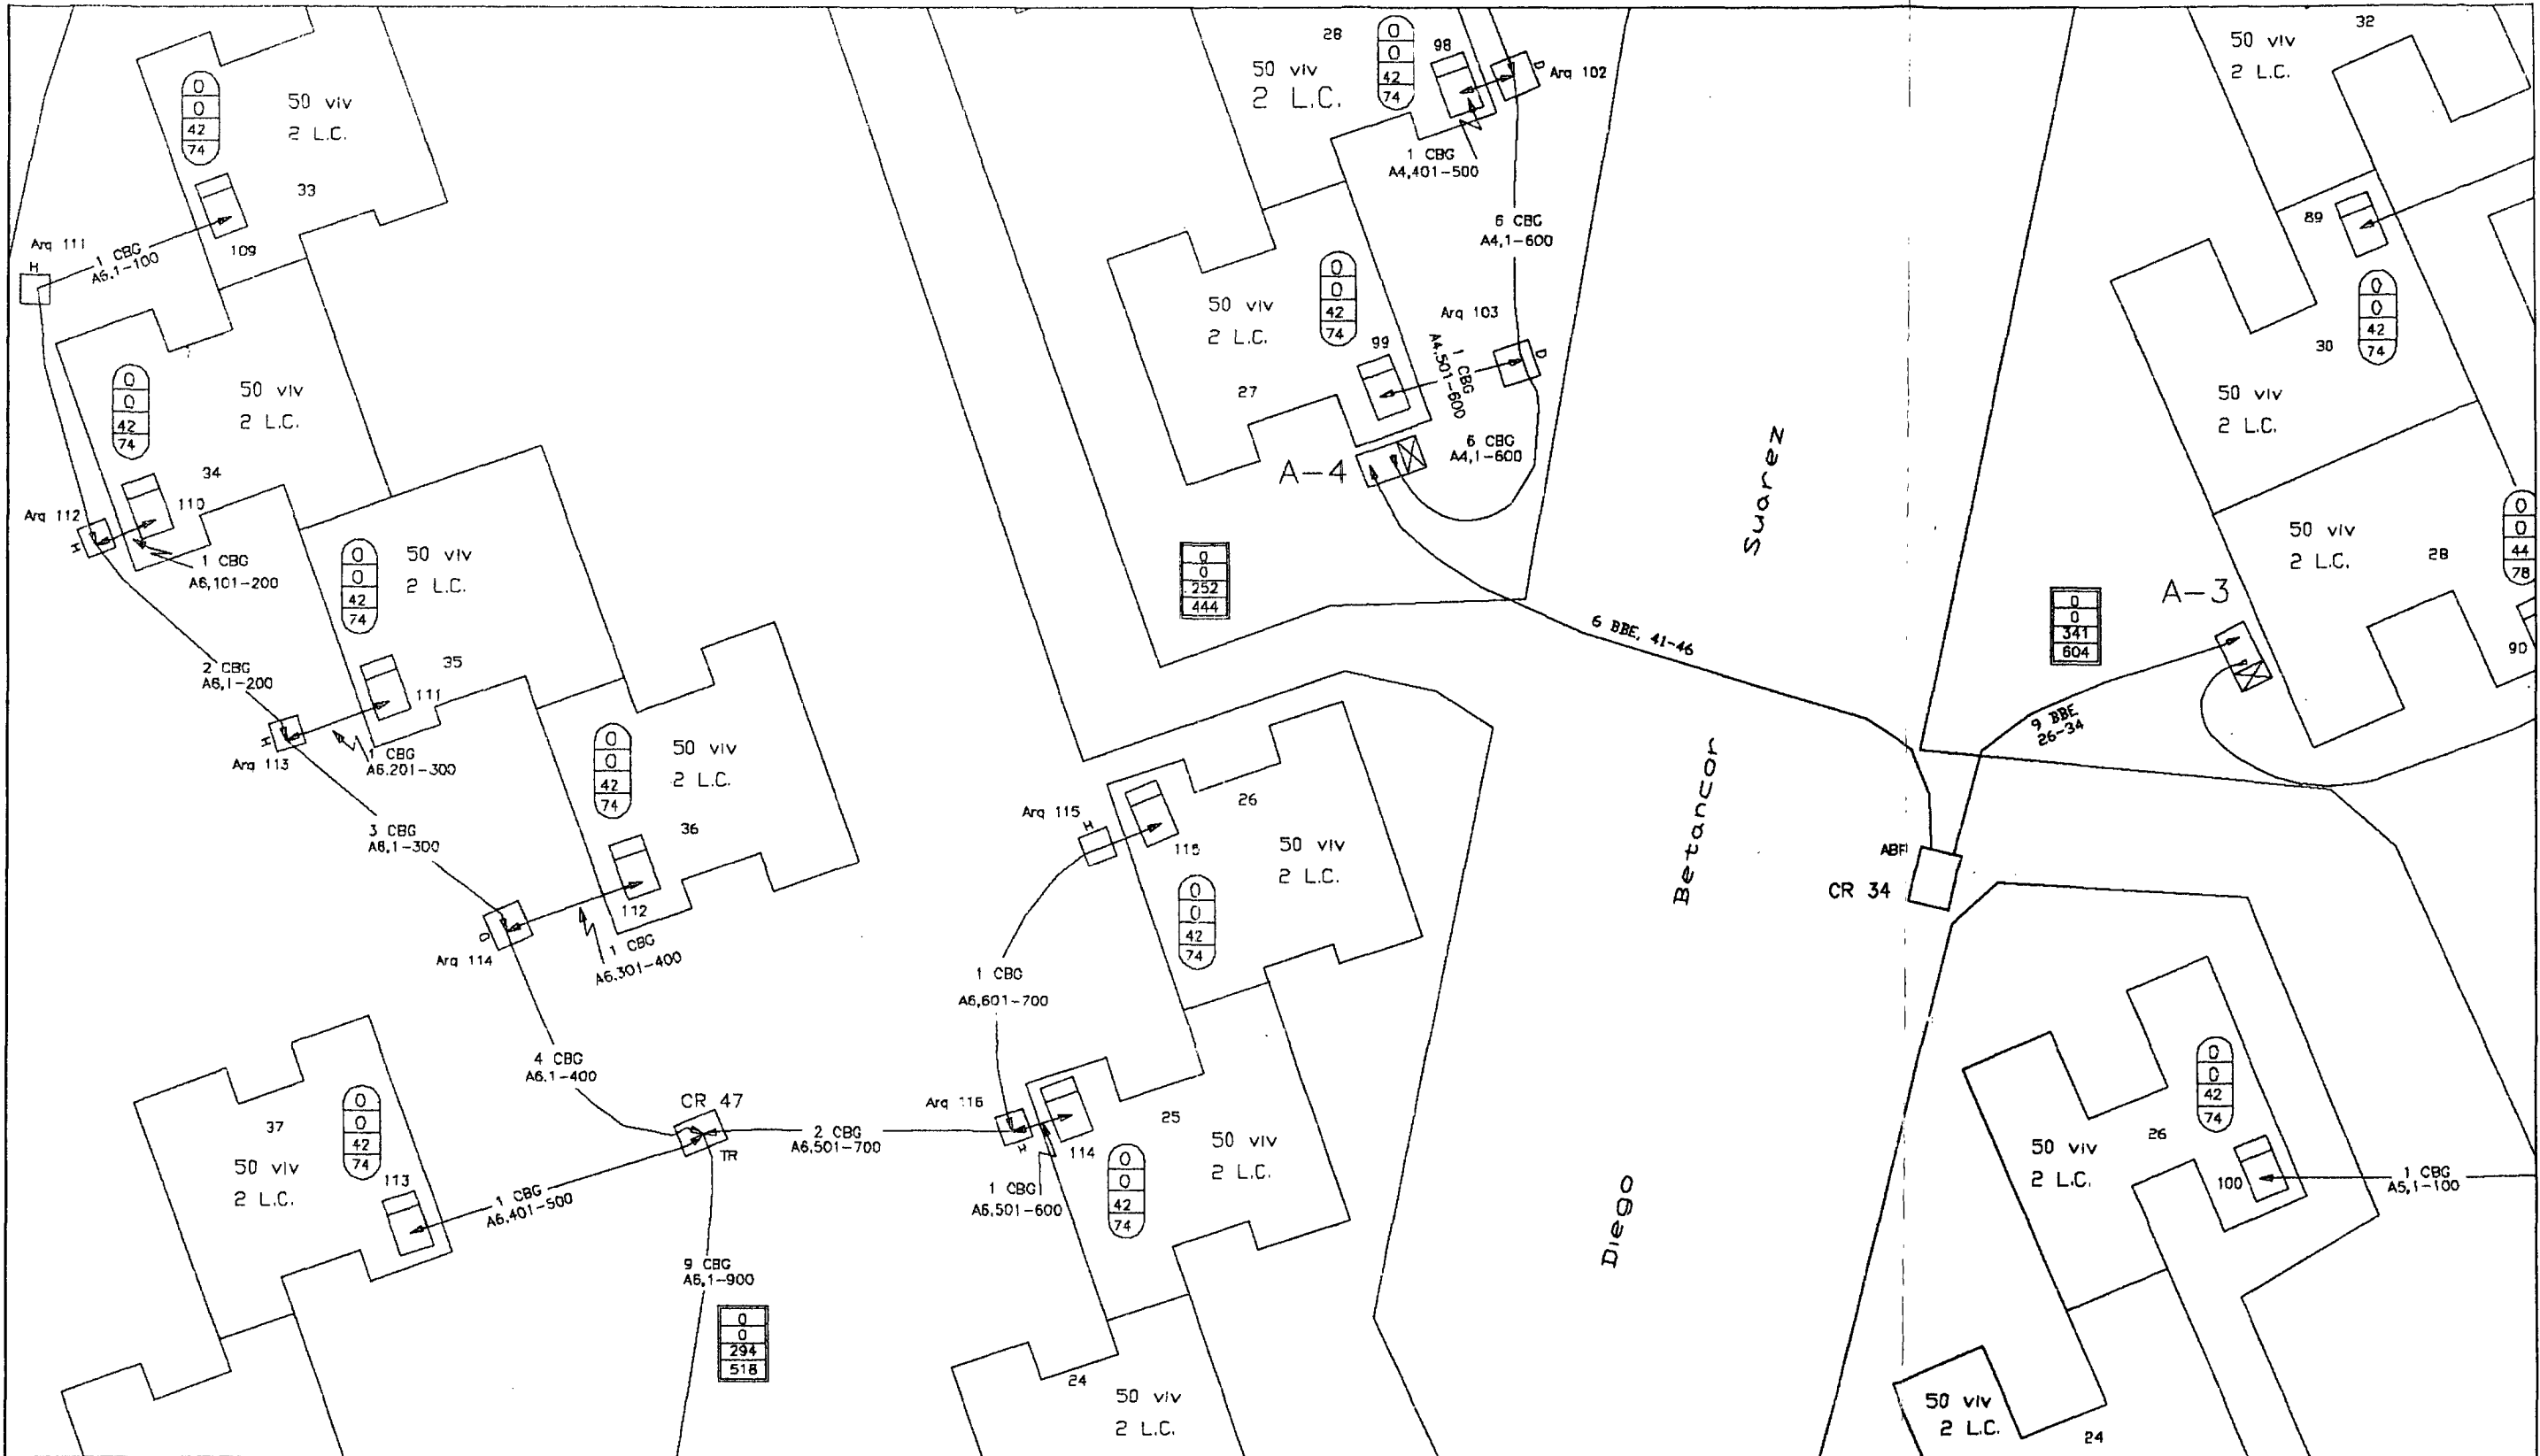 0
0
42
74
50 viv
2 L.C.
33
109
Arq 111
H
1 CBG
A6,1-100
0
0
42
74
50 viv
2 L.C.
34
110
Arq 112
H
1 CBG
A6,101-200
0
0
42
74
50 viv
2 L.C.
35
111
2 CBG
A6,1-200
H
Arq 113
1 CBG
A6.201-300
0
0
42
74
50 viv
2 L.C.
36
112
3 CBG
A6,1-300
D
Arq 114
1 CBG
A6.301-400
4 CBG
A6.1-400
CR 47
TR
37
0
0
42
74
50 viv
2 L.C.
113
1 CBG
A6,401-500
2 CBG
A6,501-700
9 CBG
A6,1-900
0
0
294
518
28
50 viv
2 L.C.
0
0
42
74
98
D
Arq 102
1 CBG
A4,401-500
6 CBG
A4,1-600
50 viv
2 L.C.
0
0
42
74
27
99
Arq 103
D
1 CBG
A4,501-600
6 CBG
A4,1-600
A-4
0
0
252
444
6 BBE, 41-46
Suarez
Betancor
Diego
Arq 115
H
115
26
50 viv
2 L.C.
0
0
42
74
1 CBG
A6,601-700
Arq 116
H
114
25
50 viv
2 L.C.
1 CBG
A6,501-600
0
0
42
74
24
50 viv
2 L.C.
32
50 viv
2 L.C.
89
0
0
42
74
30
50 viv
2 L.C.
50 viv
2 L.C.
28
0
0
44
78
90
A-3
0
0
341
604
9 BBE
26-34
ABF
CR 34
0
0
42
74
26
50 viv
2 L.C.
100
1 CBG
A5,1-100
50 viv
2 L.C.
24